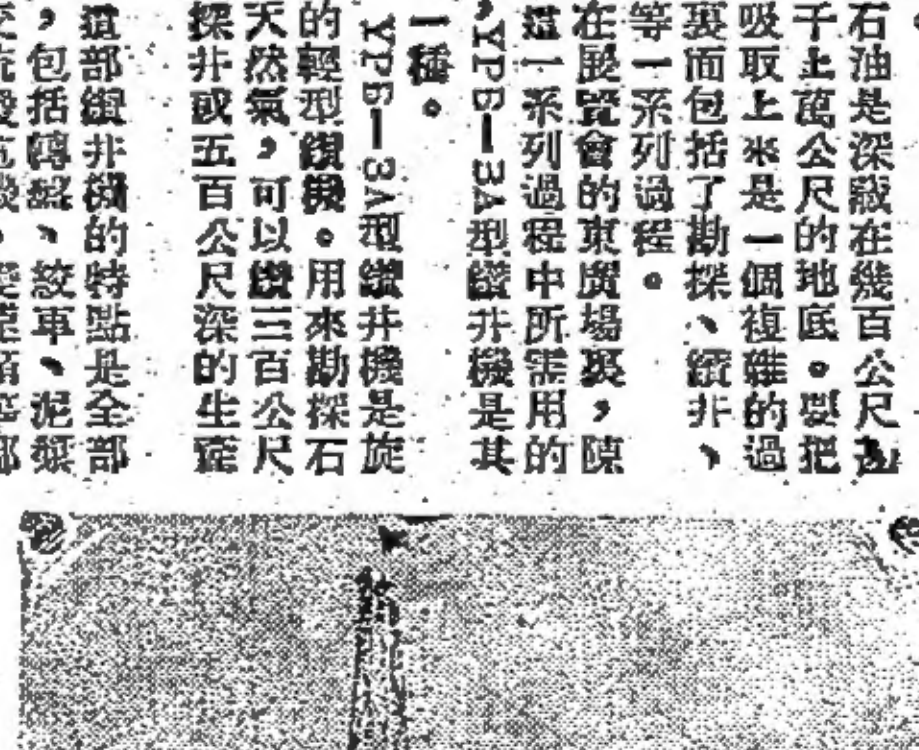 石油是深藏在幾百公尺
千上萬公尺的地底。要把
吸取上來是一個複雜的過
裏面包括了勘探、鑽井、
等一系列過程。
在展覽會的東廣場裏，陳
這一系列過程中所需用的
，УРБ—3А型鑽井機是其
一種。
УРБ—3А型鑽井機是旋
的輕型鑽機。用來勘探石
天然氣，可以鑽三百公尺
探井或五百公尺深的生產
這部鑽井機的特點是全部
，包括轉盤、絞車、泥漿